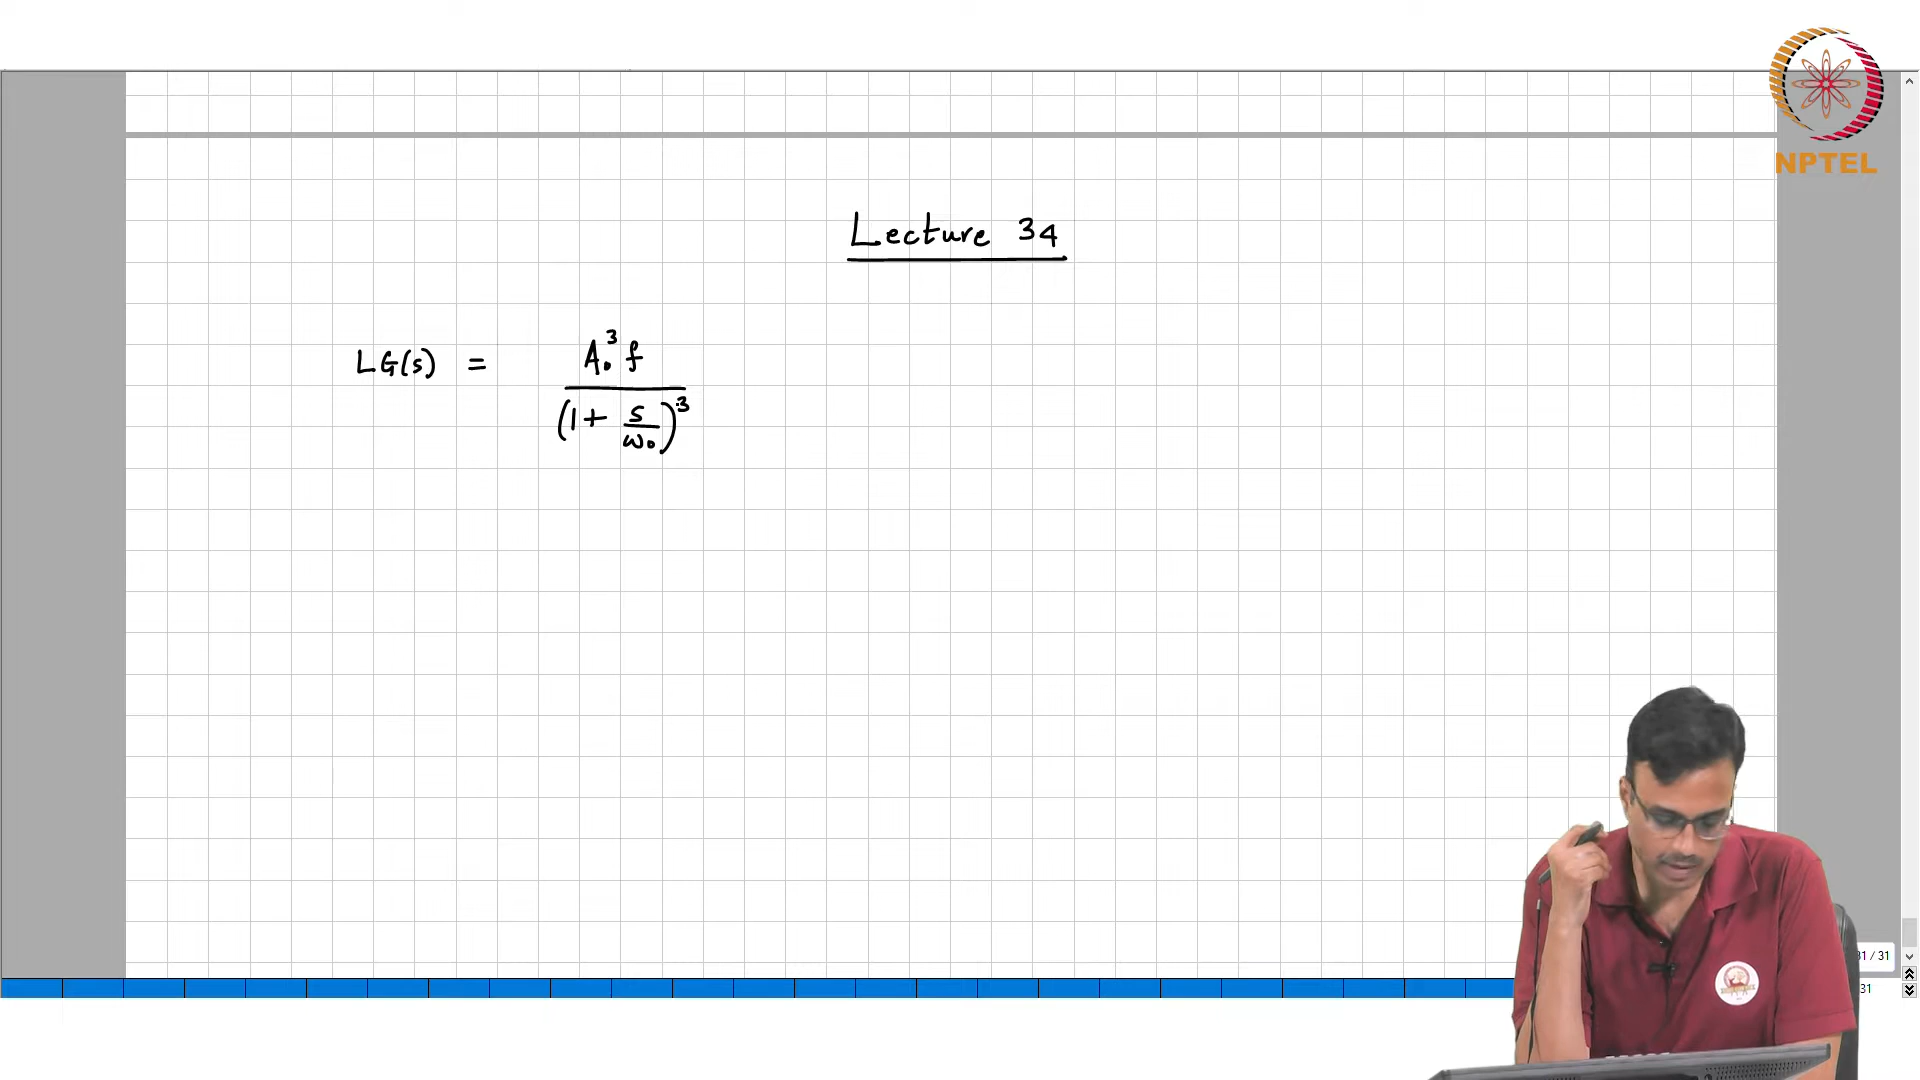 NPTEL
Lecture 34
LG(s) = A₀³ f / (1 + s/ω₀)³
31 / 31
31